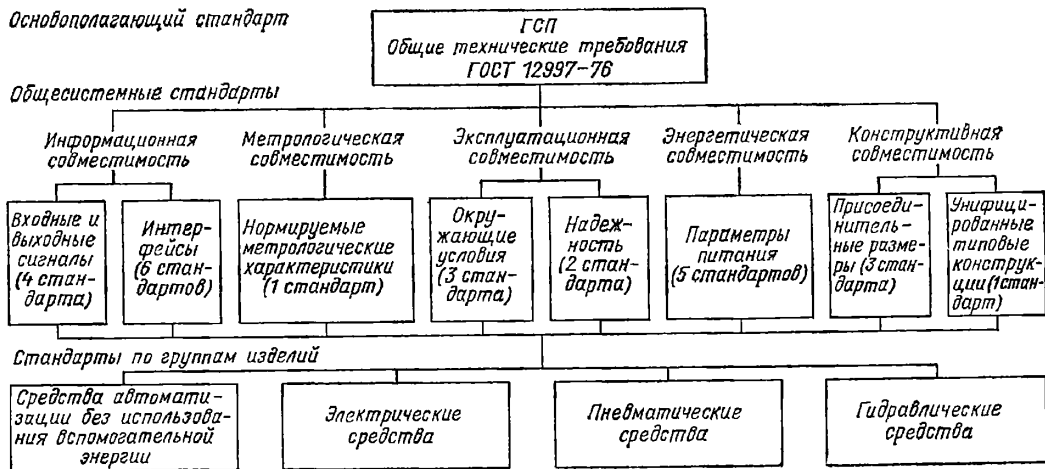 Основополагающий стандарт
ГСП
Общие технические требования
ГОСТ 12997-76
Общесистемные стандарты
Информационная
совместимость
Метрологическая
совместимость
Эксплуатационная
совместимость
Энергетическая
совместимость
Конструктивная
совместимость
Входные и
выходные
сигналы
(4 стан-
дарта)
Интер-
фейсы
(6 стан-
дартов)
Нормируемые
метрологические
характеристики
(1 стандарт)
Окру-
жающие
условия
(3 стан-
дарта)
Надеж-
ность
(2 стан-
дарта)
Параметры
питания
(5 стандартов)
Присоеди-
нитель-
ные разме-
ры (3 стан-
дарта)
Унифици-
рованные
типовые
конструк-
ции (1 стан-
дарт)
Стандарты по группам изделий
Средства автомати-
зации без использова-
ния вспомогательной
энергии
Электрические
средства
Пневматические
средства
Гидравлические
средства